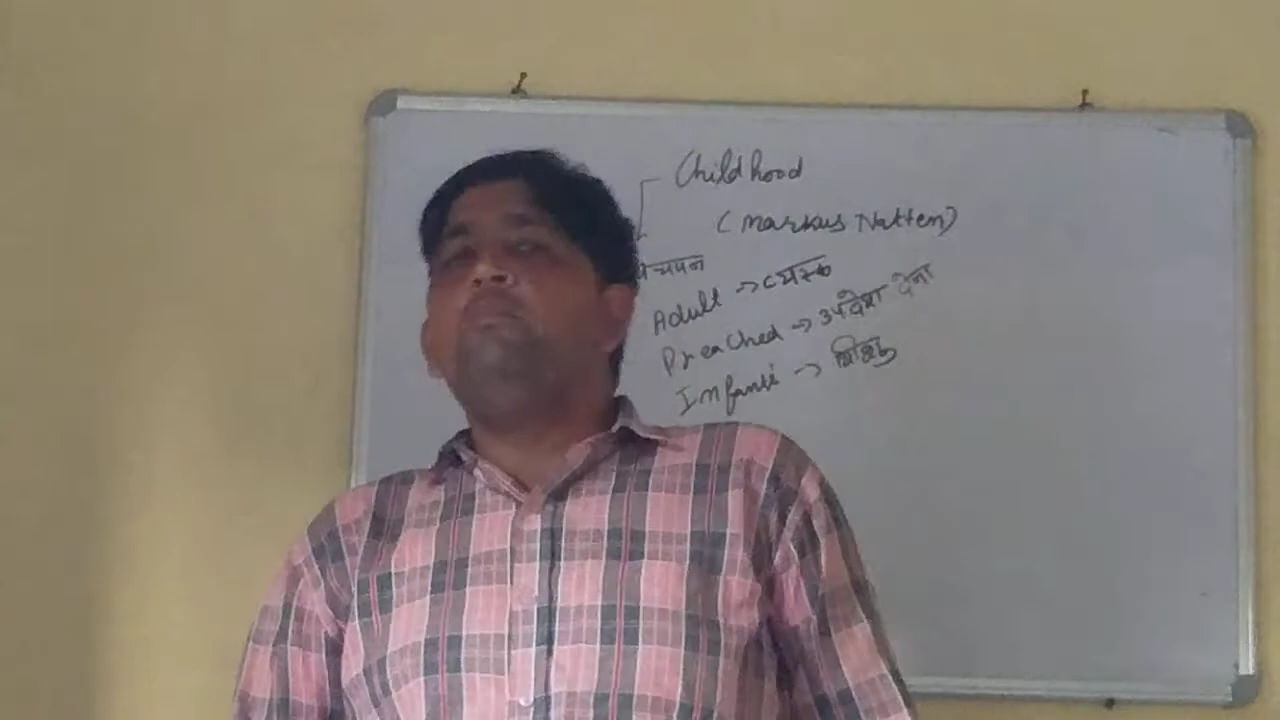 Childhood
(Markus Natten)
बचपन
Adult → वयस्क
Preached → उपदेश देना
Infant →